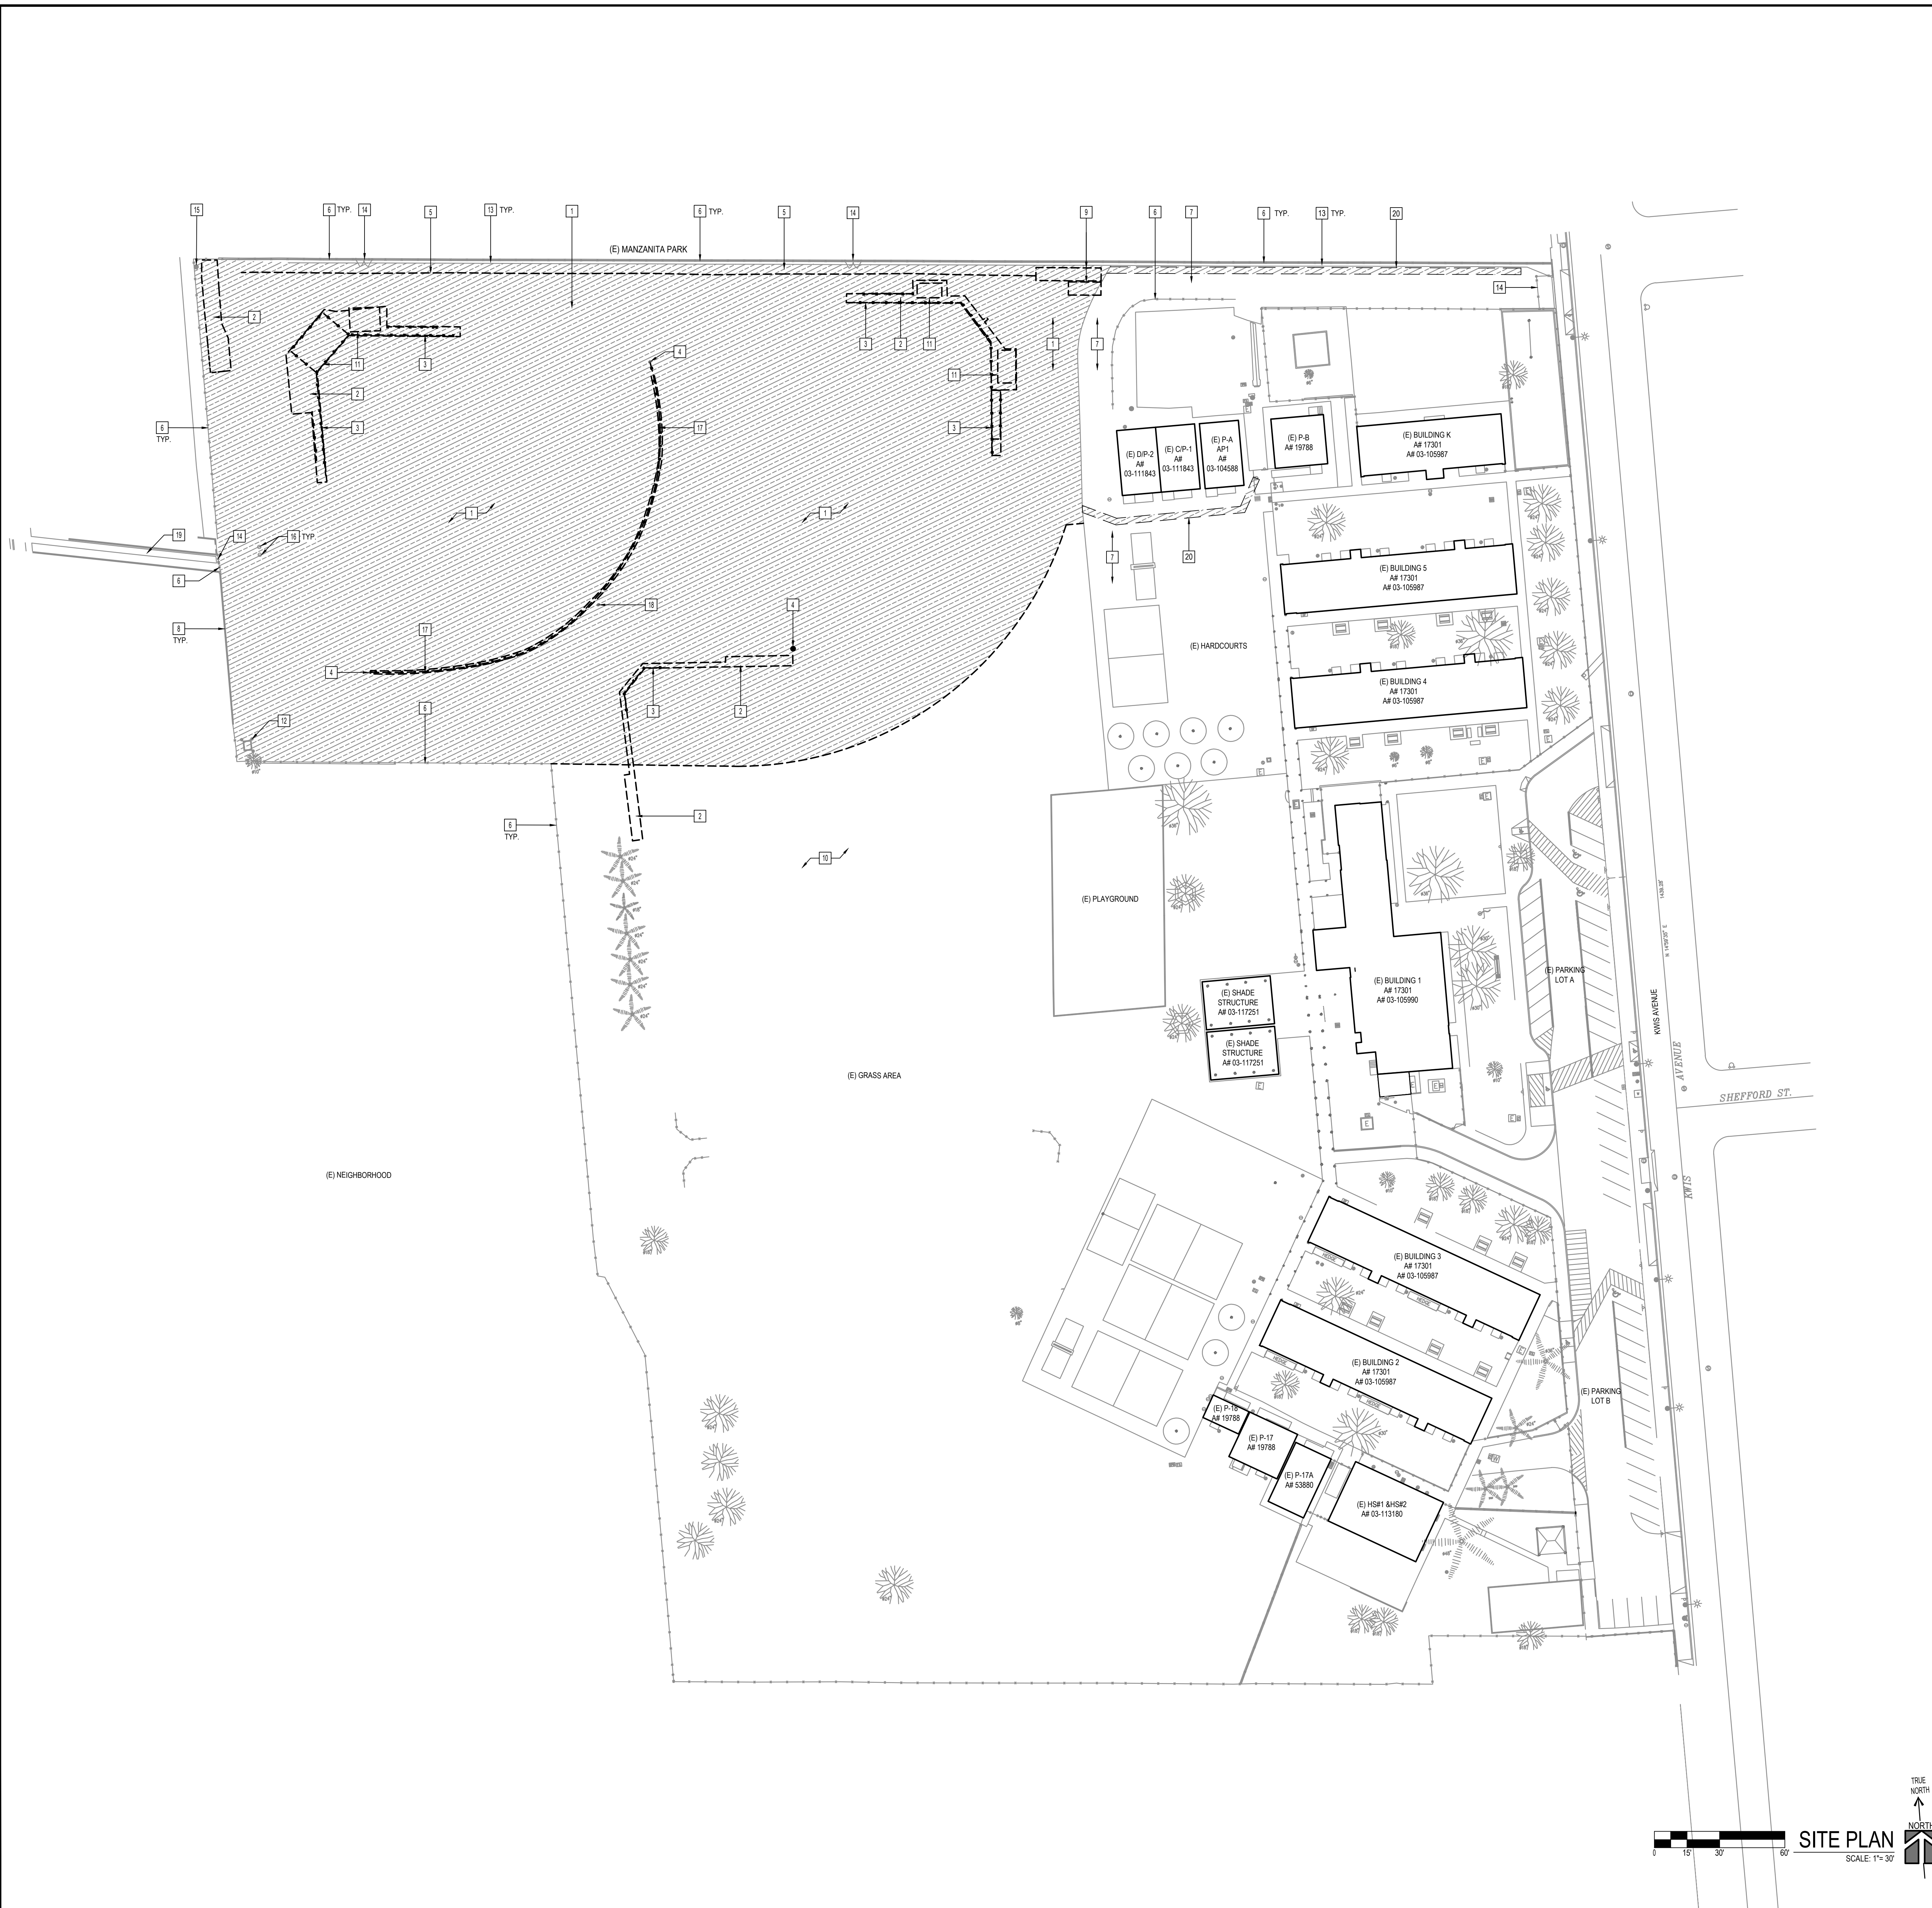 15
6 TYP.
14
5
13 TYP.
1
6 TYP.
5
14
9
6
7
6 TYP.
13 TYP.
20
(E) MANZANITA PARK
14
2
11
3
3
2
11
1
7
4
11
2
6
TYP.
3
17
3
(E) D/P-2
A#
03-111843
(E) C/P-1
A#
03-111843
(E) P-A
AP1
A#
03-104588
(E) P-B
A# 19788
(E) BUILDING K
A# 17301
A# 03-105987
1
1
19
14
16 TYP.
7
20
6
(E) BUILDING 5
A# 17301
A# 03-105987
18
4
8
TYP.
17
(E) HARDCOURTS
4
(E) BUILDING 4
A# 17301
A# 03-105987
6
3
2
12
6
TYP.
2
10
(E) PLAYGROUND
(E) BUILDING 1
A# 17301
A# 03-105990
(E) PARKING
LOT A
(E) SHADE
STRUCTURE
A# 03-117251
(E) SHADE
STRUCTURE
A# 03-117251
KWIS AVENUE
KWIS AVENUE
SHEFFORD ST.
(E) GRASS AREA
(E) NEIGHBORHOOD
(E) BUILDING 3
A# 17301
A# 03-105987
HEDGE
HEDGE
(E) BUILDING 2
A# 17301
A# 03-105987
HEDGE
HEDGE
(E) PARKING
LOT B
(E) P-18
A# 19788
(E) P-17
A# 19788
(E) P-17A
A# 53880
(E) HS#1 &HS#2
A# 03-113180
TRUE
NORTH
NORTH
0 15' 30' 60'
SITE PLAN
SCALE: 1"= 30'